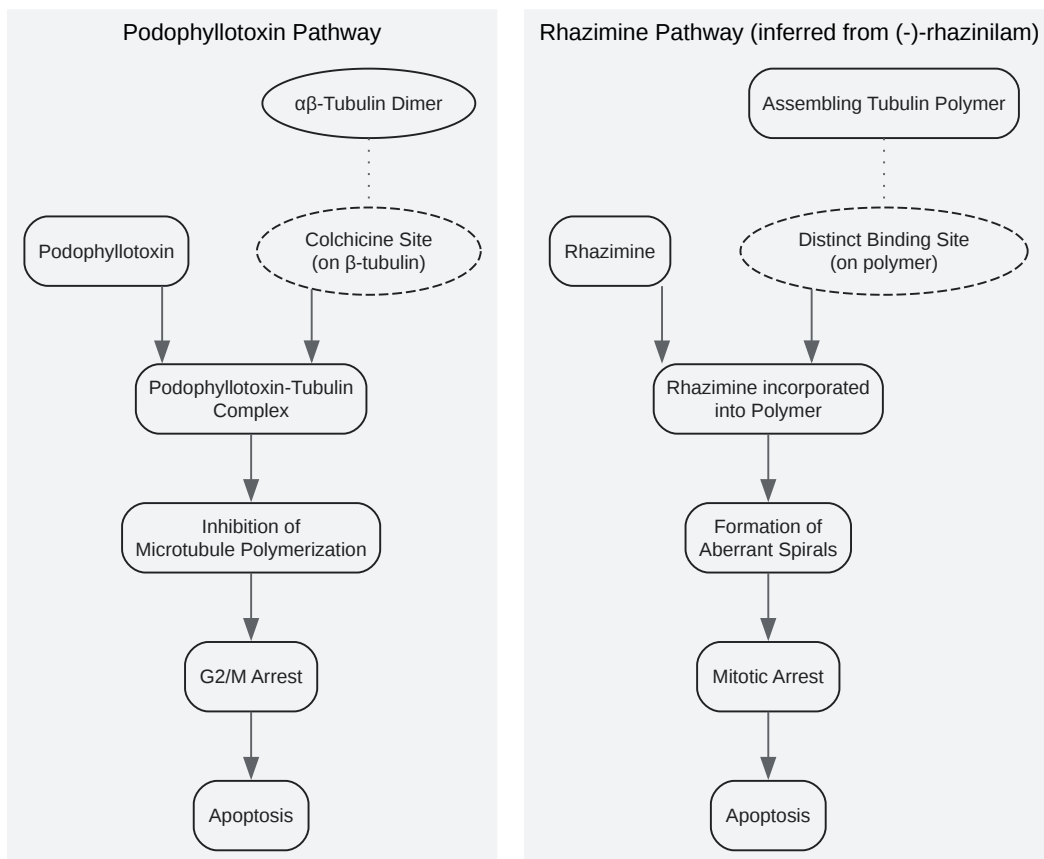 Podophyllotoxin Pathway
αβ-Tubulin Dimer
Podophyllotoxin
Colchicine Site
(on β-tubulin)
Podophyllotoxin-Tubulin
Complex
Inhibition of
Microtubule Polymerization
G2/M Arrest
Apoptosis
Rhazimine Pathway (inferred from (-)-rhazinilam)
Assembling Tubulin Polymer
Rhazimine
Distinct Binding Site
(on polymer)
Rhazimine incorporated
into Polymer
Formation of
Aberrant Spirals
Mitotic Arrest
Apoptosis